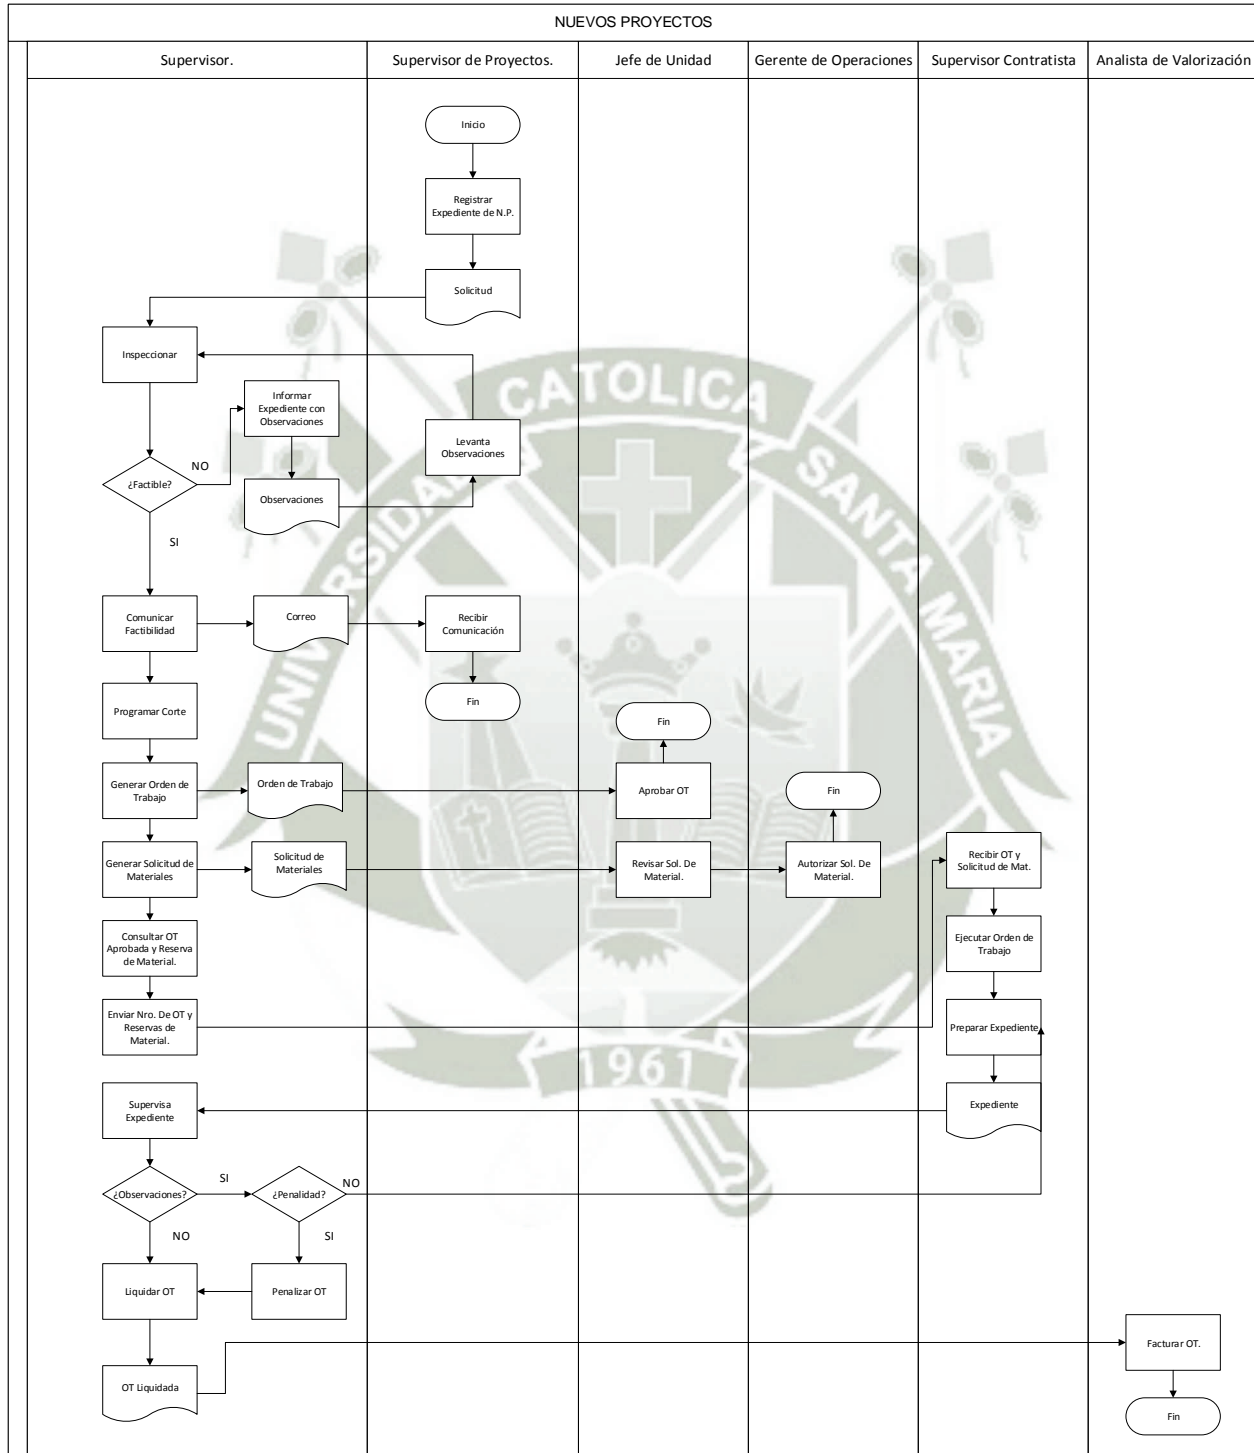 NUEVOS PROYECTOS
Supervisor.
Supervisor de Proyectos.
Jefe de Unidad
Gerente de Operaciones
Supervisor Contratista
Analista de Valorización
Inicio
Registrar
Expediente de N.P.
Solicitud
Inspeccionar
Informar
Expediente con
Observaciones
Levanta
Observaciones
¿Factible?
NO
Observaciones
SI
Comunicar
Factibilidad
Correo
Recibir
Comunicación
Programar Corte
Fin
Fin
Generar Orden de
Trabajo
Orden de Trabajo
Aprobar OT
Fin
Generar Solicitud de
Materiales
Solicitud de
Materiales
Revisar Sol. De
Material.
Autorizar Sol. De
Material.
Recibir OT y
Solicitud de Mat.
Consultar OT
Aprobada y Reserva
de Material.
Ejecutar Orden de
Trabajo
Enviar Nro. De OT y
Reservas de
Material.
Preparar Expediente
Supervisa
Expediente
Expediente
¿Observaciones?
SI
¿Penalidad?
NO
NO
SI
Liquidar OT
Penalizar OT
Facturar OT.
OT Liquidada
Fin
UNIVERSIDAD CATOLICA SANTA MARIA
1961